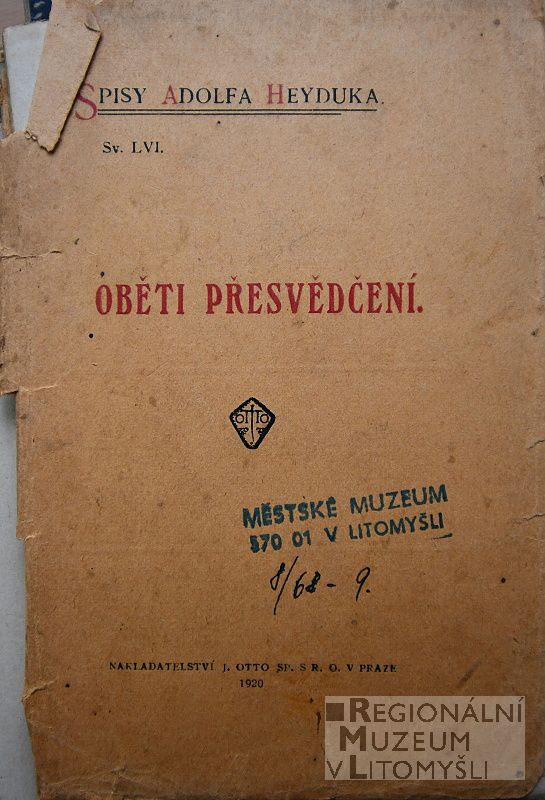 SPISY ADOLFA HEYDUKA.
Sv. LVI.
OBĚTI PŘESVĚDČENÍ.
OTTO
MĚSTSKÉ MUZEUM
570 01 V LITOMYŠLI
8/68 - 9.
NAKLADATELSTVÍ J. OTTO SP. S R. O. V PRAZE
1920
REGIONÁLNÍ
MUZEUM
V LITOMYŠLI